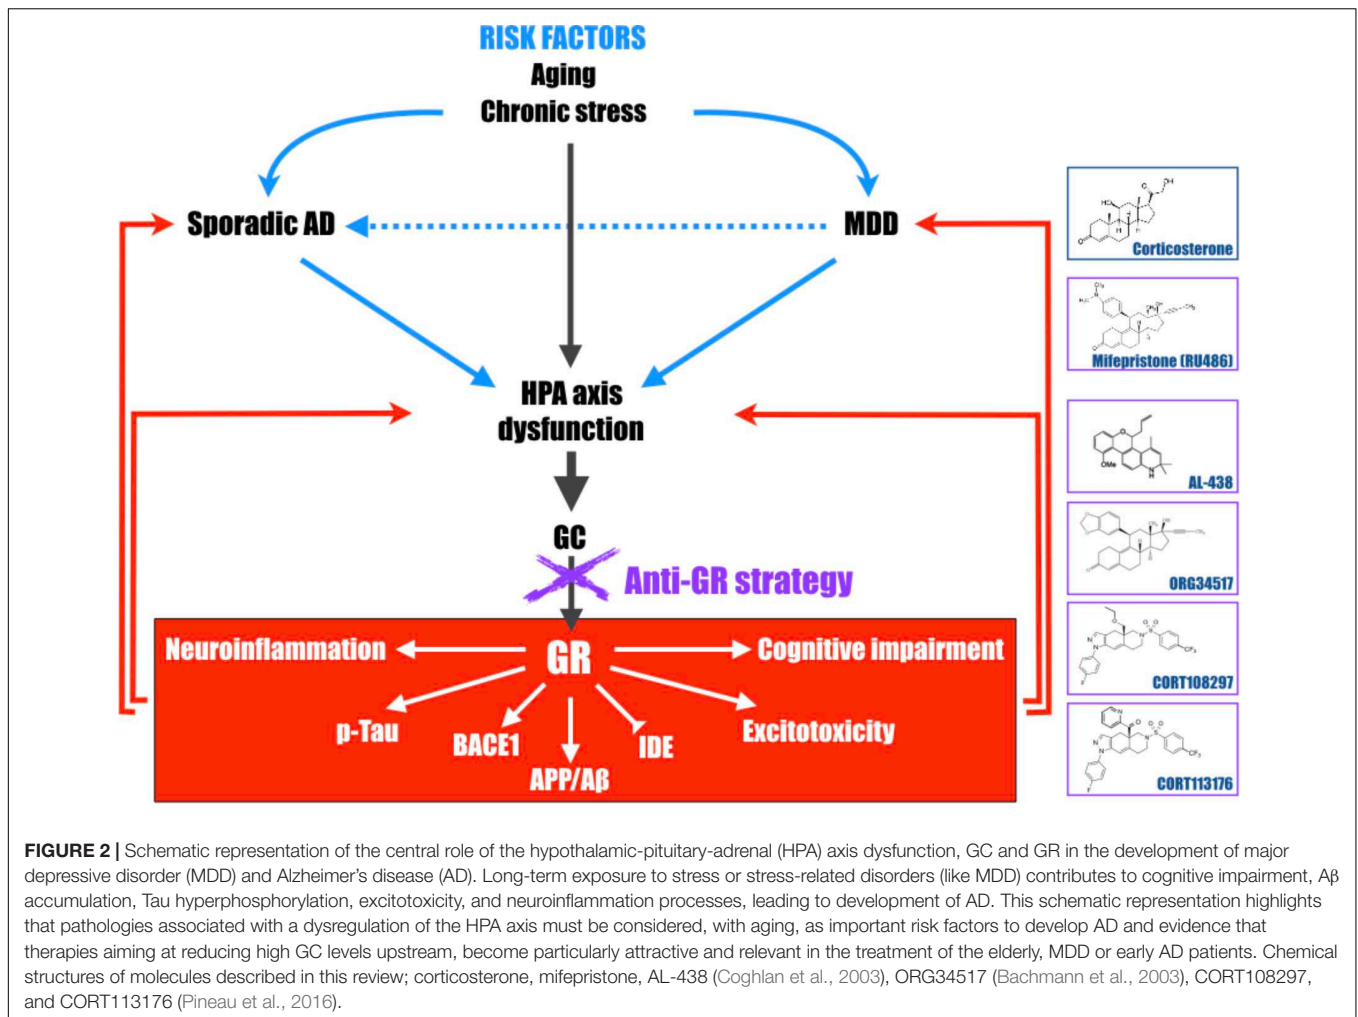 RISK FACTORS
Aging
Chronic stress
Sporadic AD
MDD
HPA axis
dysfunction
GC
Anti-GR strategy
Neuroinflammation
GR
Cognitive impairment
p-Tau
BACE1
APP/Aβ
IDE
Excitotoxicity
Corticosterone
Mifepristone (RU486)
OMe
AL-438
ORG34517
CF₃
CORT108297
CF₃
CORT113176
FIGURE 2 | Schematic representation of the central role of the hypothalamic-pituitary-adrenal (HPA) axis dysfunction, GC and GR in the development of major
depressive disorder (MDD) and Alzheimer's disease (AD). Long-term exposure to stress or stress-related disorders (like MDD) contributes to cognitive impairment, Aβ
accumulation, Tau hyperphosphorylation, excitotoxicity, and neuroinflammation processes, leading to development of AD. This schematic representation highlights
that pathologies associated with a dysregulation of the HPA axis must be considered, with aging, as important risk factors to develop AD and evidence that
therapies aiming at reducing high GC levels upstream, become particularly attractive and relevant in the treatment of the elderly, MDD or early AD patients. Chemical
structures of molecules described in this review; corticosterone, mifepristone, AL-438 (Coghlan et al., 2003), ORG34517 (Bachmann et al., 2003), CORT108297,
and CORT113176 (Pineau et al., 2016).